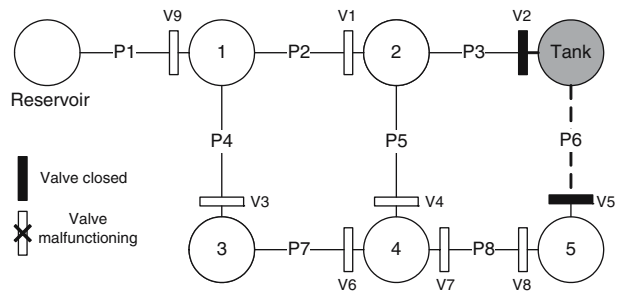 V9
V1
V2
P1
1
P2
2
P3
Tank
Reservoir
P4
P5
P6
Valve closed
V3
V4
V5
Valve
malfunctioning
3
P7
4
P8
5
V6
V7
V8